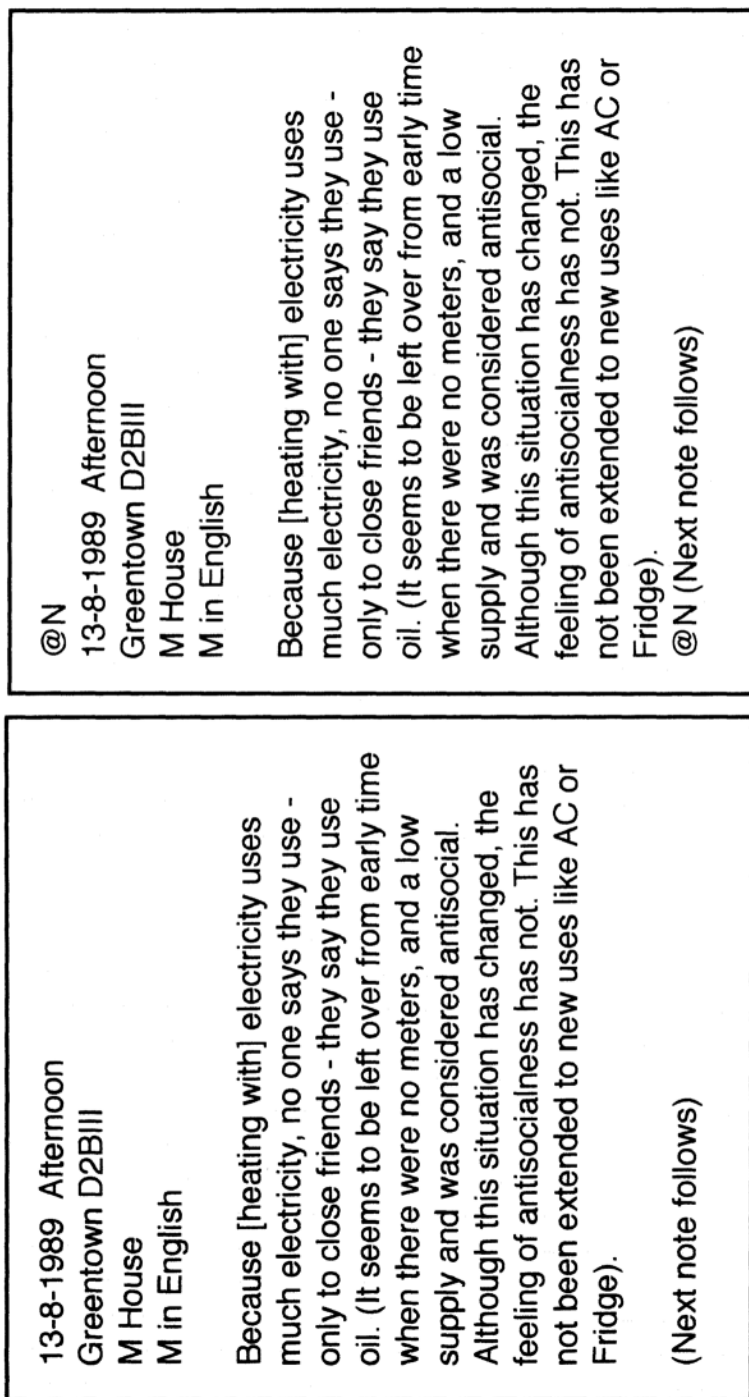 13-8-1989 Afternoon
Greentown D2BIII
M House
M in English
Because [heating with] electricity uses
much electricity, no one says they use -
only to close friends - they say they use
oil. (It seems to be left over from early time
when there were no meters, and a low
supply and was considered antisocial.
Although this situation has changed, the
feeling of antisocialness has not. This has
not been extended to new uses like AC or
Fridge).
(Next note follows)
@N
13-8-1989 Afternoon
Greentown D2BIII
M House
M in English
Because [heating with] electricity uses
much electricity, no one says they use -
only to close friends - they say they use
oil. (It seems to be left over from early time
when there were no meters, and a low
supply and was considered antisocial.
Although this situation has changed, the
feeling of antisocialness has not. This has
not been extended to new uses like AC or
Fridge).
@N (Next note follows)